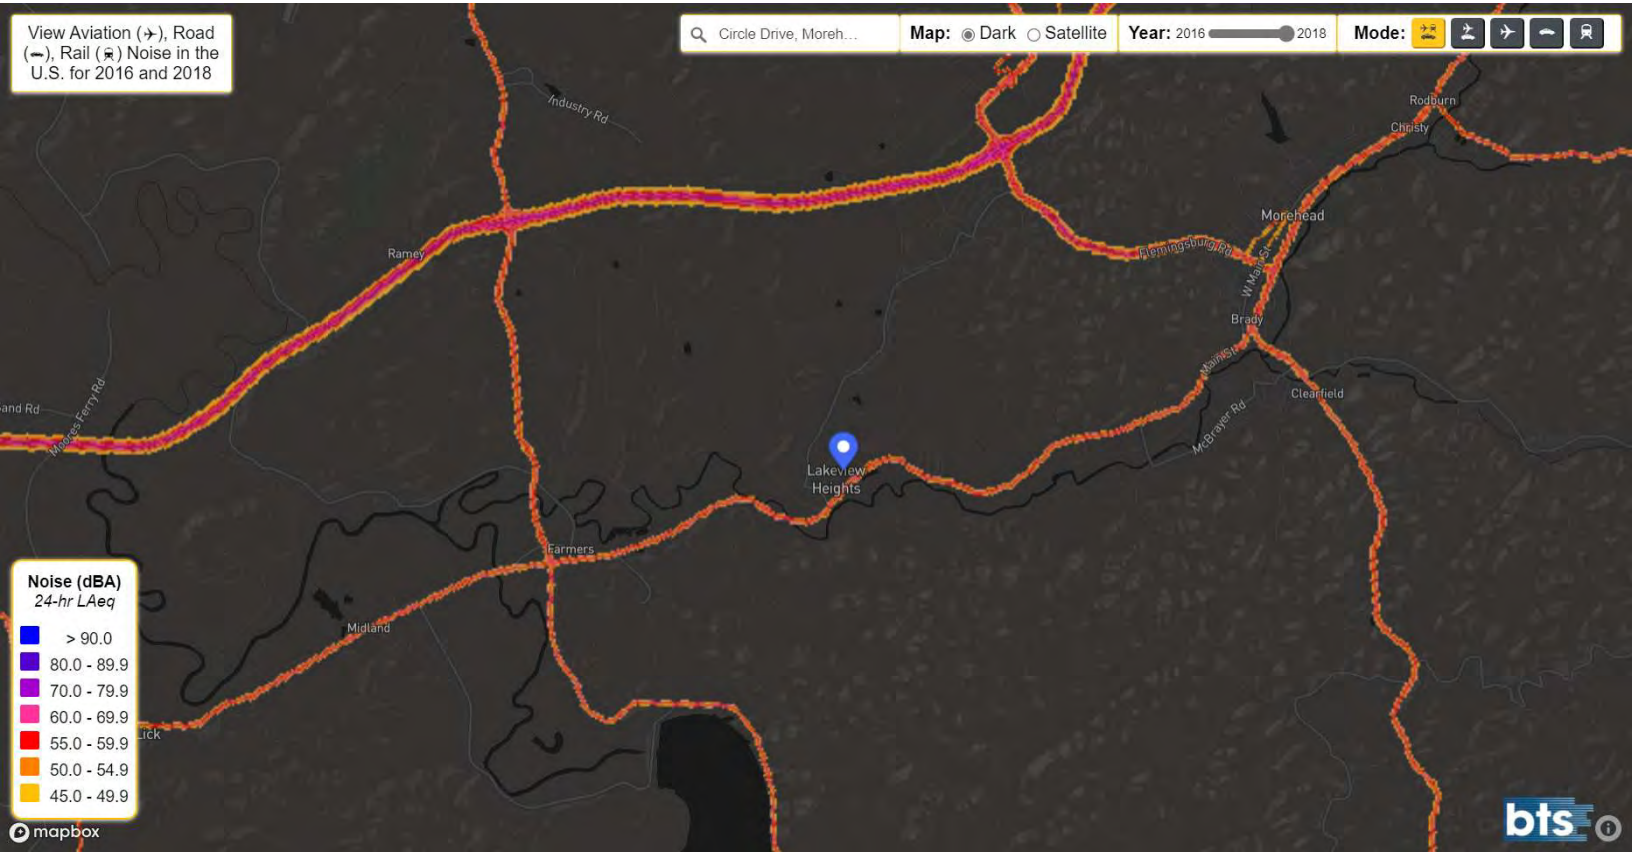 View Aviation (✈), Road
(🚗), Rail (🚆) Noise in the
U.S. for 2016 and 2018
Circle Drive, Moreh...
Map: Dark Satellite
Year: 2016 2018
Mode:
Industry Rd
Rodburn
Christy
Morehead
Ramey
Flemingsburg Rd
W Main St
Brady
Main St
Clearfield
and Rd
Moores Ferry Rd
McBrayer Rd
Lakeview
Heights
Farmers
Midland
Lick
Noise (dBA)
24-hr LAeq
> 90.0
80.0 - 89.9
70.0 - 79.9
60.0 - 69.9
55.0 - 59.9
50.0 - 54.9
45.0 - 49.9
mapbox
bts
i